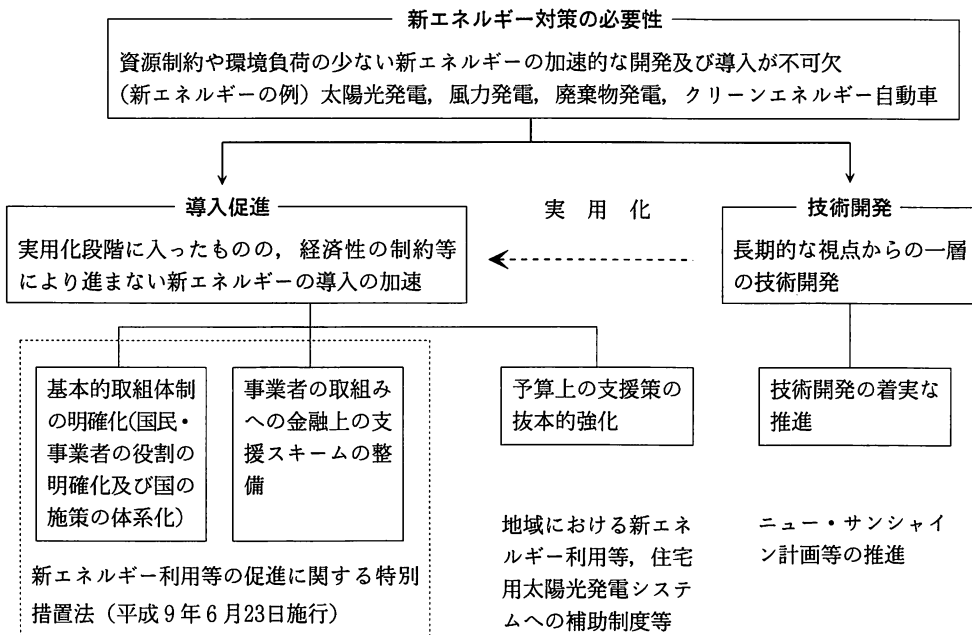 新エネルギー対策の必要性
資源制約や環境負荷の少ない新エネルギーの加速的な開発及び導入が不可欠
(新エネルギーの例) 太陽光発電,風力発電,廃棄物発電,クリーンエネルギー自動車
導入促進
実用化段階に入ったものの,経済性の制約等
により進まない新エネルギーの導入の加速
実用化
技術開発
長期的な視点からの一層
の技術開発
基本的取組体制
の明確化(国民・
事業者の役割の
明確化及び国の
施策の体系化)
事業者の取組み
への金融上の支
援スキームの整
備
新エネルギー利用等の促進に関する特別
措置法(平成9年6月23日施行)
予算上の支援策の
抜本的強化
地域における新エネ
ルギー利用等,住宅
用太陽光発電システ
ムへの補助制度等
技術開発の着実な
推進
ニュー・サンシャイ
ン計画等の推進